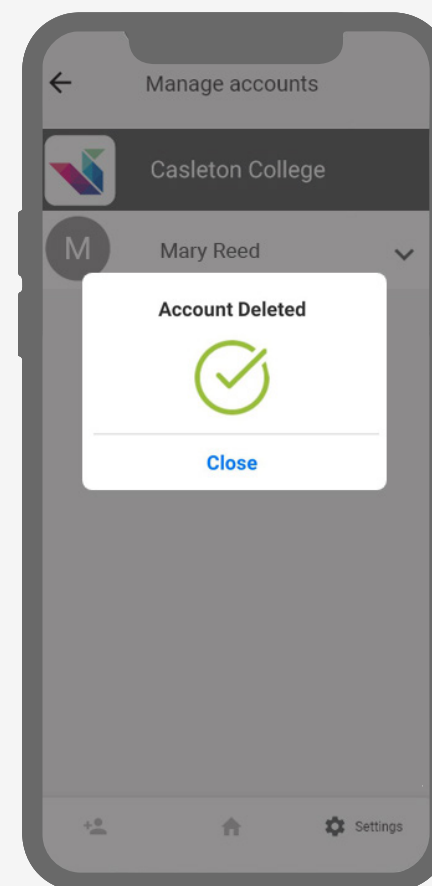 Manage accounts
Casleton College
M
Mary Reed
Account Deleted
Close
Settings